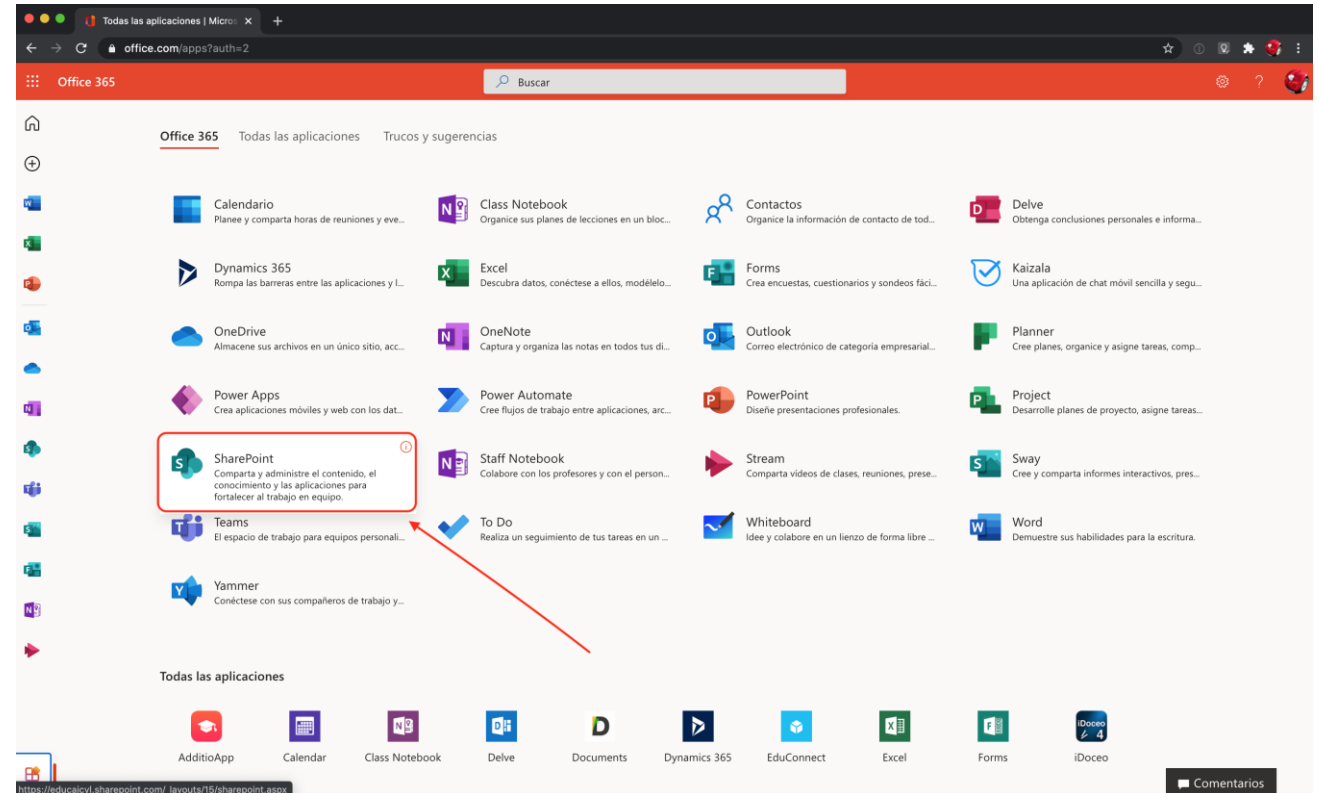 Todas las aplicaciones | Micros
office.com/apps?auth=2
Office 365
Buscar
Office 365 Todas las aplicaciones Trucos y sugerencias
Calendario
Planee y comparta horas de reuniones y eve...
Class Notebook
Organice sus planes de lecciones en un bloc...
Contactos
Organice la información de contacto de tod...
Delve
Obtenga conclusiones personales e informa...
Dynamics 365
Rompa las barreras entre las aplicaciones y l...
Excel
Descubra datos, conéctese a ellos, modélelo...
Forms
Crea encuestas, cuestionarios y sondeos fáci...
Kaizala
Una aplicación de chat móvil sencilla y segu...
OneDrive
Almacene sus archivos en un único sitio, acc...
OneNote
Captura y organiza las notas en todos tus di...
Outlook
Correo electrónico de categoría empresarial...
Planner
Cree planes, organice y asigne tareas, comp...
Power Apps
Crea aplicaciones móviles y web con los dat...
Power Automate
Cree flujos de trabajo entre aplicaciones, arc...
PowerPoint
Diseñe presentaciones profesionales.
Project
Desarrolle planes de proyecto, asigne tareas...
SharePoint
Comparta y administre el contenido, el
conocimiento y las aplicaciones para
fortalecer al trabajo en equipo.
Staff Notebook
Colabore con los profesores y con el person...
Stream
Comparta vídeos de clases, reuniones, prese...
Sway
Cree y comparta informes interactivos, pres...
Teams
El espacio de trabajo para equipos personali...
To Do
Realiza un seguimiento de tus tareas en un ...
Whiteboard
Idee y colabore en un lienzo de forma libre ...
Word
Demuestre sus habilidades para la escritura.
Yammer
Conéctese con sus compañeros de trabajo y...
Todas las aplicaciones
iDoceo
4
AdditioApp Calendar Class Notebook Delve Documents Dynamics 365 EduConnect Excel Forms iDoceo
Comentarios
https://educaicyl.sharepoint.com/_layouts/15/sharepoint.aspx